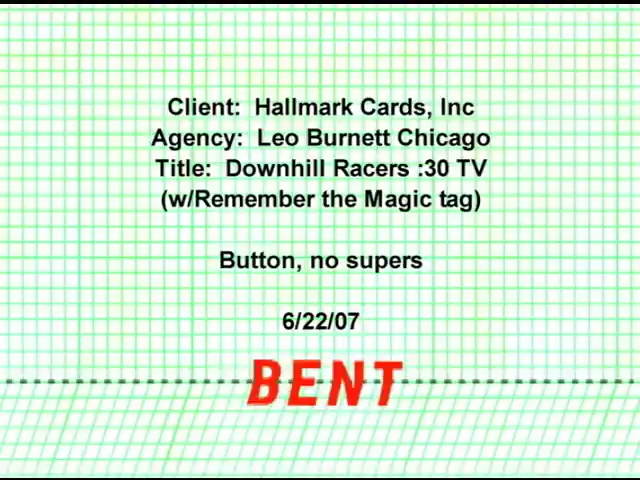 Client:  Hallmark Cards, Inc
Agency:  Leo Burnett Chicago
Title:  Downhill Racers :30 TV
(w/Remember the Magic tag)
Button, no supers
6/22/07
BENT